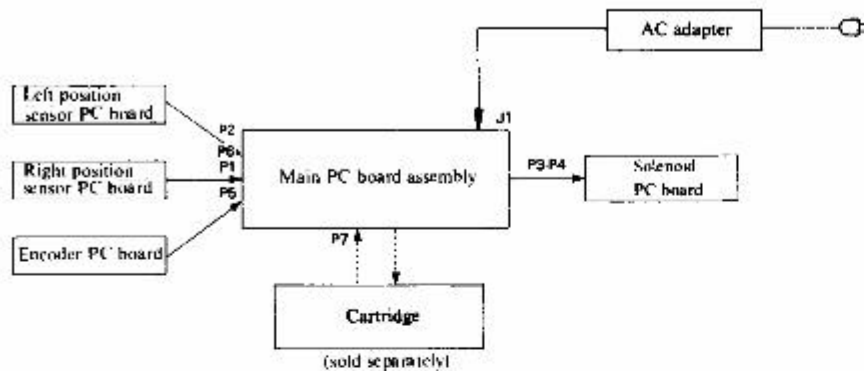 AC adapter
J1
Left position
sensor PC board
P2
P6
P1
P5
Right position
sensor PC board
Encoder PC board
Main PC board assembly
P3-P4
Solenoid
PC board
P7
Cartridge
(sold separately)